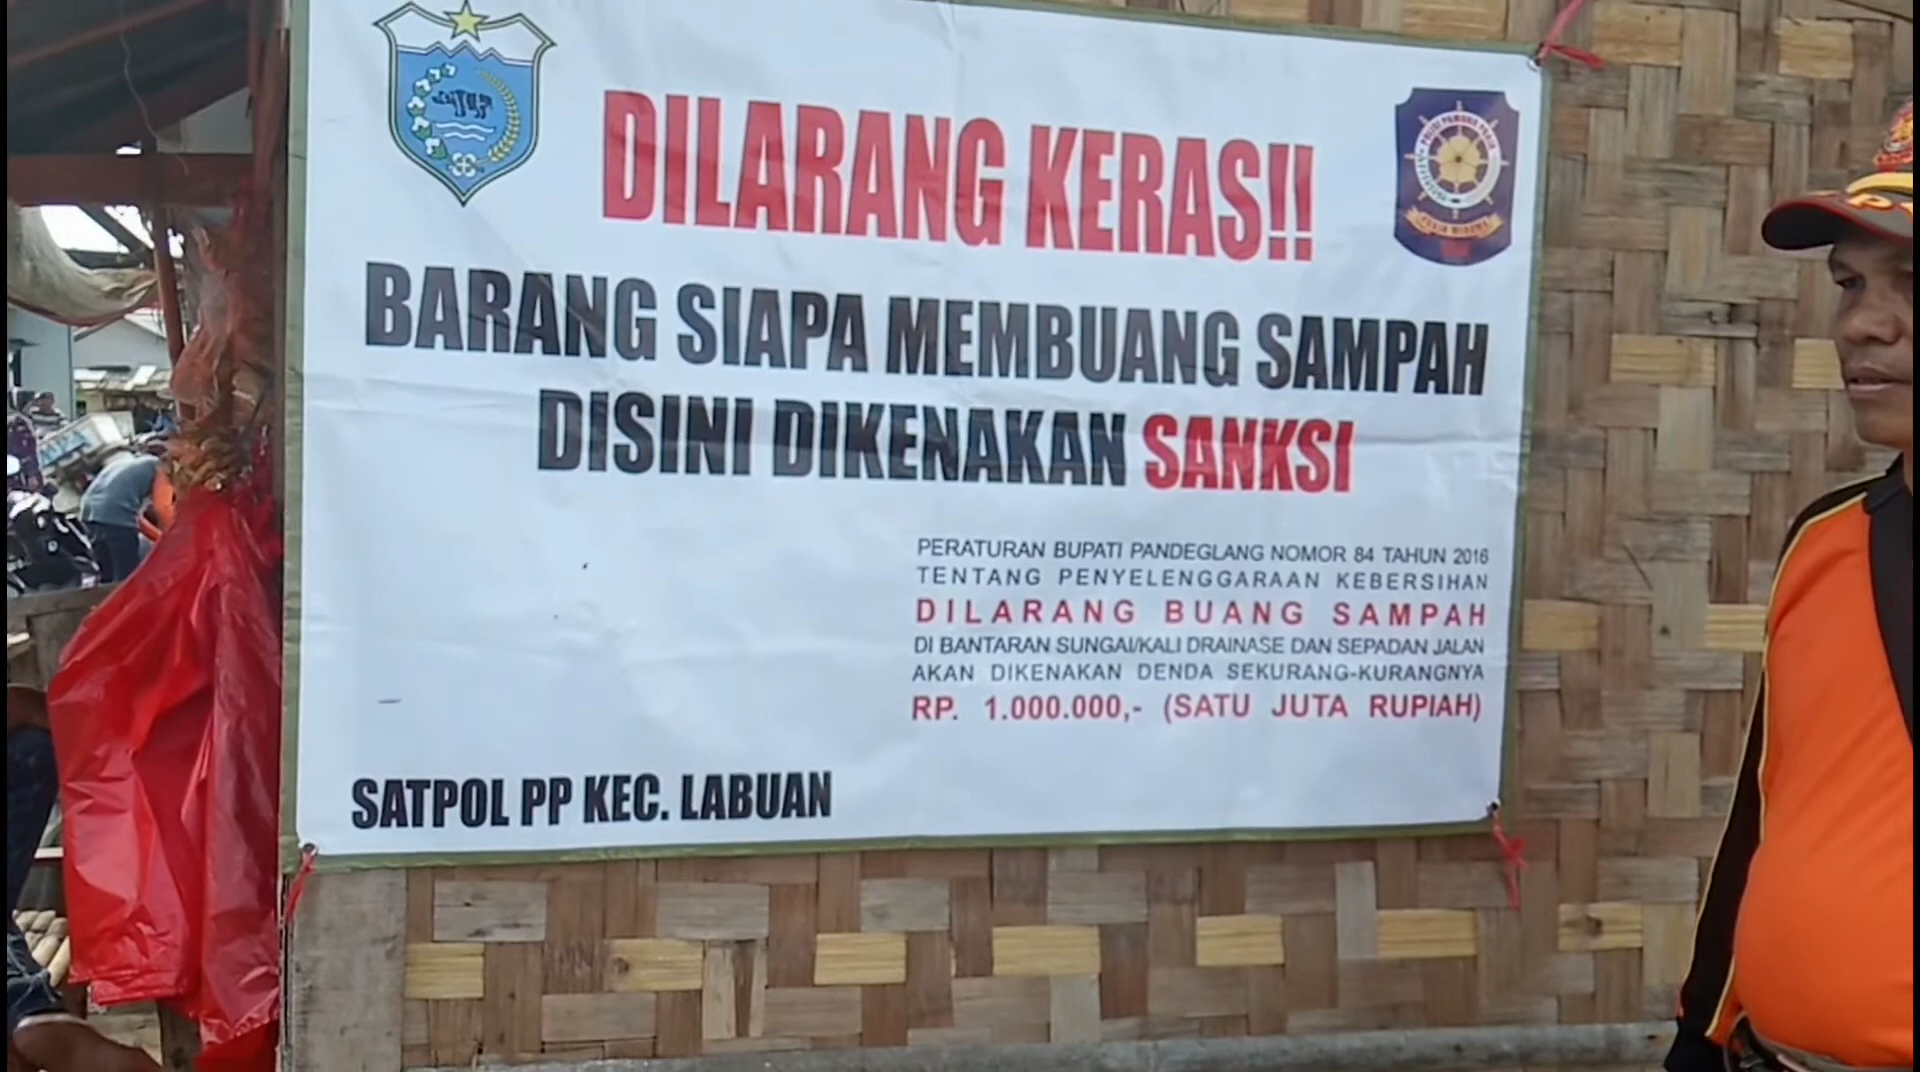 DILARANG KERAS!!
BARANG SIAPA MEMBUANG SAMPAH
DISINI DIKENAKAN SANKSI
PERATURAN BUPATI PANDEGLANG NOMOR 84 TAHUN 2016
TENTANG PENYELENGGARAAN KEBERSIHAN
DILARANG BUANG SAMPAH
DI BANTARAN SUNGAI/KALI DRAINASE DAN SEPADAN JALAN
AKAN DIKENAKAN DENDA SEKURANG-KURANGNYA
RP. 1.000.000,- (SATU JUTA RUPIAH)
SATPOL PP KEC. LABUAN